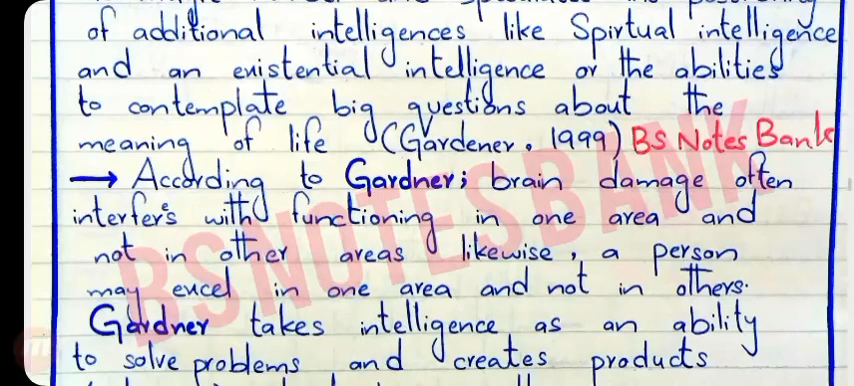 of additional intelligences like Spirtual intelligence
and an existential intelligence or the abilities
to contemplate big questions about the
meaning of life (Gardener, 1999) BS Notes Bank
→ According to Gardner; brain damage often
interfers with functioning in one area and
not in other areas likewise, a person
may excel in one area and not in others.
Gardner takes intelligence as an ability
to solve problems and creates products
BSNOTESBANK